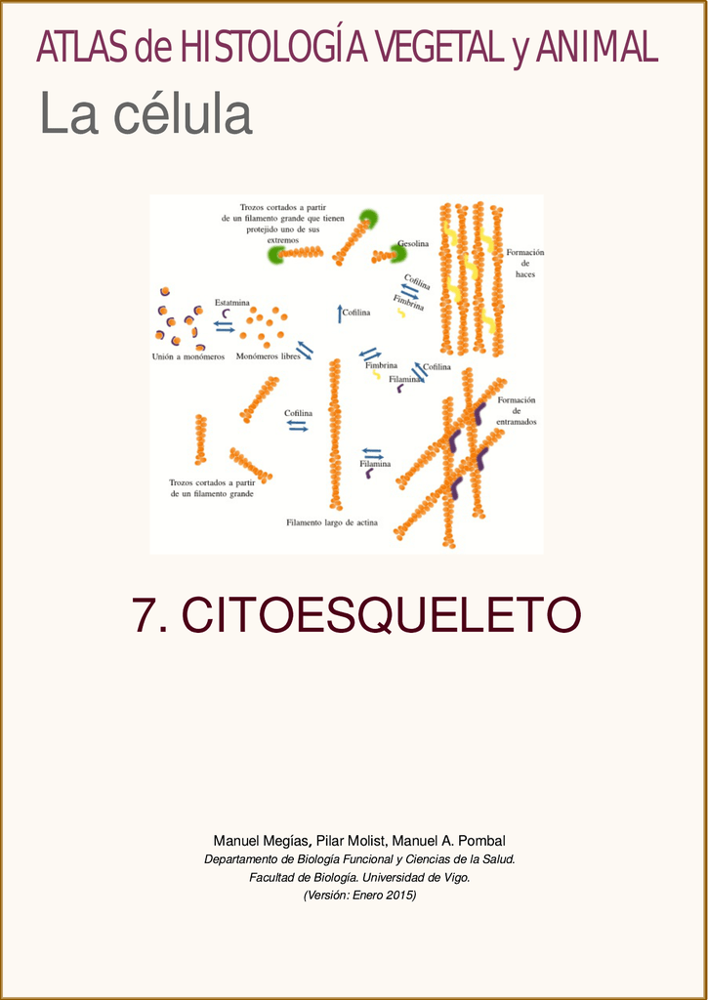 ATLAS de HISTOLOGÍA VEGETAL y ANIMAL
La célula
Trozos cortados a partir
de un filamento grande que tienen
protejido uno de sus
extremos
Gesolina
Formación
de
haces
Cofilina
Fimbrina
Estatmina
Cofilina
Unión a monómeros
Monómeros libres
Fimbrina
Filamina
Cofilina
Formación
de
entramados
Cofilina
Filamina
Trozos cortados a partir
de un filamento grande
Filamento largo de actina
7. CITOESQUELETO
Manuel Megías, Pilar Molist, Manuel A. Pombal
Departamento de Biología Funcional y Ciencias de la Salud.
Facultad de Biología. Universidad de Vigo.
(Versión: Enero 2015)